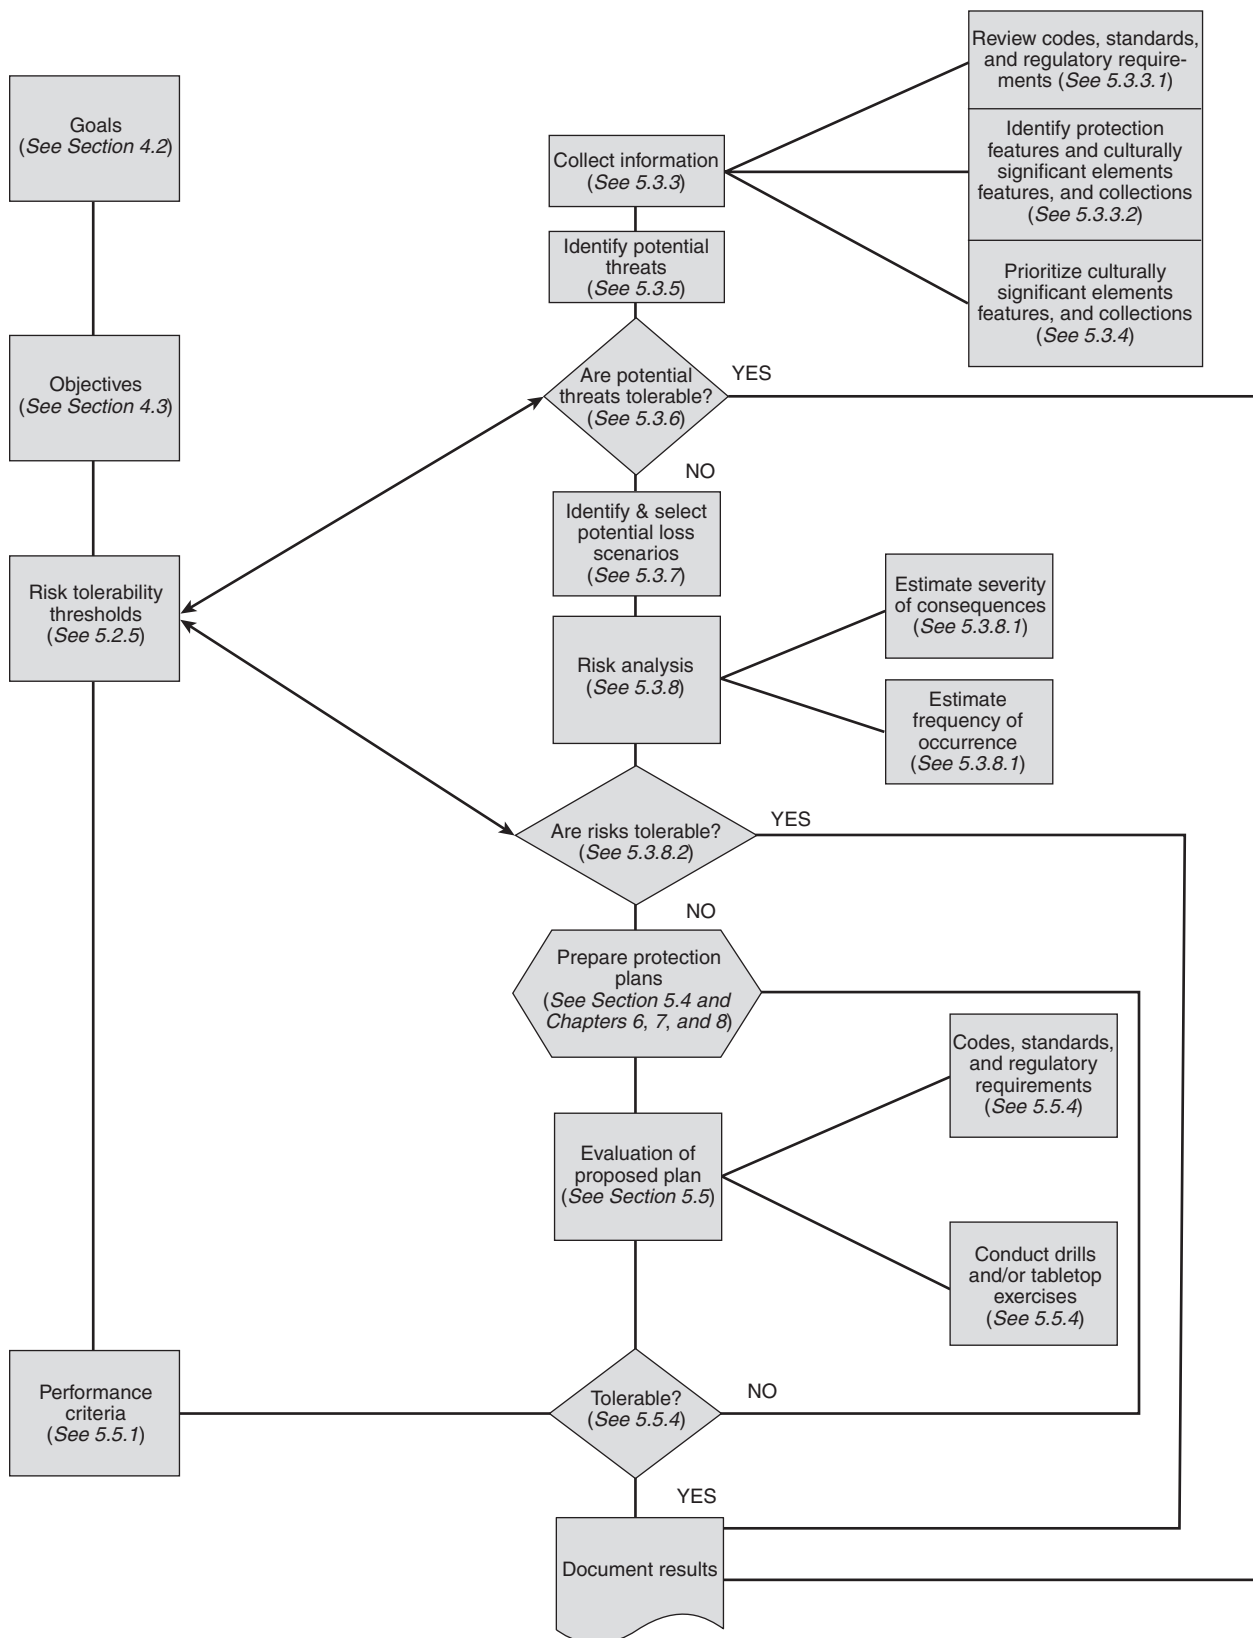 Goals
(See Section 4.2)
Objectives
(See Section 4.3)
Risk tolerability
thresholds
(See 5.2.5)
Performance
criteria
(See 5.5.1)
Collect information
(See 5.3.3)
Review codes, standards,
and regulatory require-
ments (See 5.3.3.1)
Identify protection
features and culturally
significant elements
features, and collections
(See 5.3.3.2)
Prioritize culturally
significant elements
features, and collections
(See 5.3.4)
Identify potential
threats
(See 5.3.5)
Are potential
threats tolerable?
(See 5.3.6)
YES
NO
Identify & select
potential loss
scenarios
(See 5.3.7)
Risk analysis
(See 5.3.8)
Estimate severity
of consequences
(See 5.3.8.1)
Estimate
frequency of
occurrence
(See 5.3.8.1)
Are risks tolerable?
(See 5.3.8.2)
YES
NO
Prepare protection
plans
(See Section 5.4 and
Chapters 6, 7, and 8)
Evaluation of
proposed plan
(See Section 5.5)
Codes, standards,
and regulatory
requirements
(See 5.5.4)
Conduct drills
and/or tabletop
exercises
(See 5.5.4)
Tolerable?
(See 5.5.4)
NO
YES
Document results